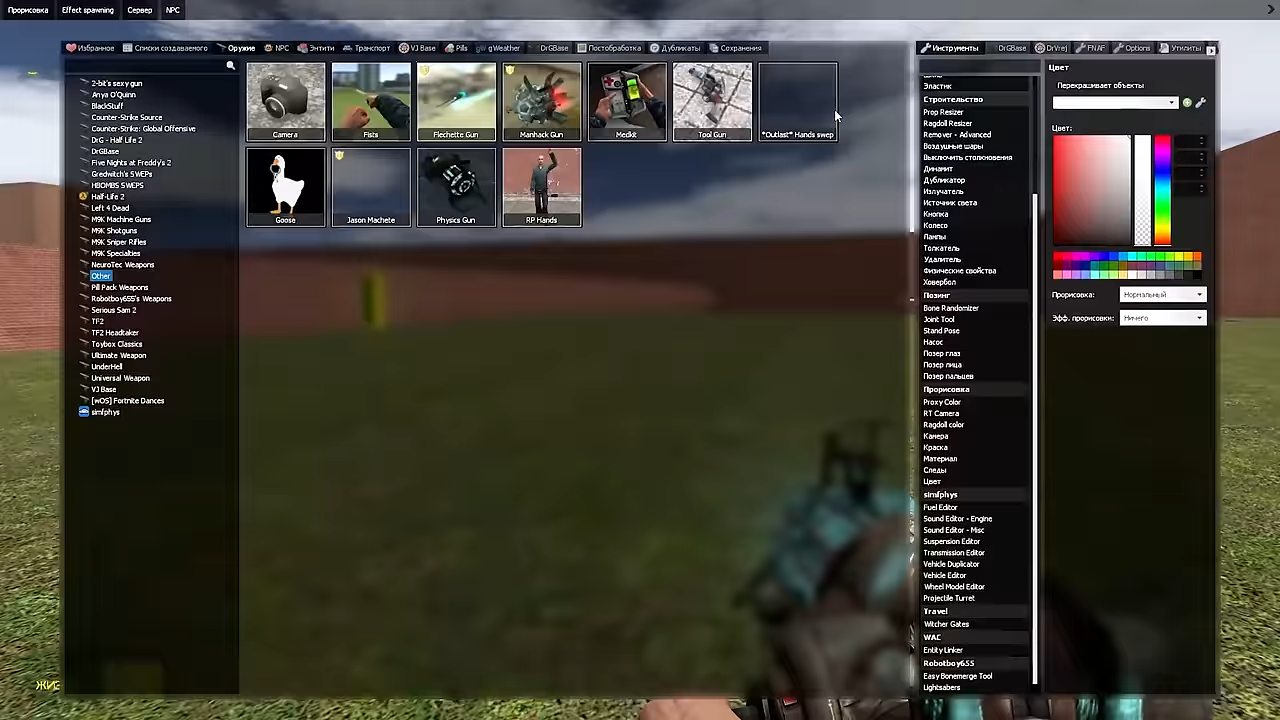 Прорисовка Effect spawning Сервер NPC
Избранное Списки создаваемого Оружие NPC Энтити Транспорт VJ Base Pills gWeather DrGBase Постобработка Дубликаты Сохранения
2-bit's sexy gun
Anya O'Quinn
BlackStuff
Counter-Strike Source
Counter-Strike: Global Offensive
DrG - Half Life 2
DrGBase
Five Nights at Freddy's 2
Gredwitch's SWEPs
HBOMBS SWEPS
Half-Life 2
Left 4 Dead
M9K Machine Guns
M9K Shotguns
M9K Sniper Rifles
M9K Specialties
NeuroTec Weapons
Other
Pill Pack Weapons
Robotboy655's Weapons
Serious Sam 2
TF2
TF2 Headtaker
Toybox Classics
Ultimate Weapon
UnderHell
Universal Weapon
VJ Base
[wOS] Fortnite Dances
simfphys
Camera Fists Flechette Gun Manhack Gun Medkit Tool Gun *Outlast* Hands swep
Goose Jason Machete Physics Gun RP Hands
Инструменты DrGBase DrVrej FNAF Options Утилиты
Эластик
Строительство
Prop Resizer
Ragdoll Resizer
Remover - Advanced
Воздушные шары
Выключить столкновения
Динамит
Дубликатор
Излучатель
Источник света
Кнопка
Колесо
Лампы
Толкатель
Удалитель
Физические свойства
Ховербол
Позинг
Bone Randomizer
Joint Tool
Stand Pose
Насос
Позер глаз
Позер лица
Позер пальцев
Прорисовка
Proxy Color
RT Camera
Ragdoll color
Камера
Краска
Материал
Следы
Цвет
simfphys
Fuel Editor
Sound Editor - Engine
Sound Editor - Misc
Suspension Editor
Transmission Editor
Vehicle Duplicator
Vehicle Editor
Wheel Model Editor
Projectile Turret
Travel
Witcher Gates
WAC
Entity Linker
Robotboy655
Easy Bonemerge Tool
Lightsabers
Цвет
Перекрашивает объекты
Цвет:
Прорисовка: Нормальный
Эфф. прорисовки: Ничего